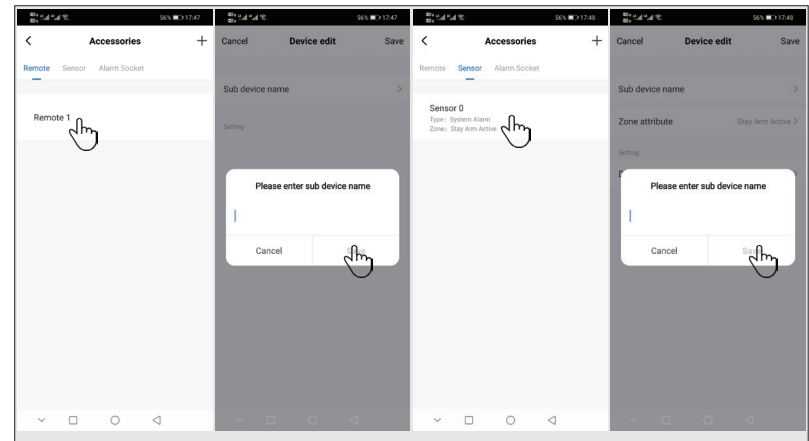 56% 17:47
Accessories
Remote Sensor Alarm Socket
Remote 1
56% 17:47
Cancel Device edit Save
Sub device name
Setting
Please enter sub device name
Cancel
56% 17:48
Accessories
Remote Sensor Alarm Socket
Sensor 0
Type: System Alarm
Zone: Stay Arm Active
56% 17:48
Cancel Device edit Save
Sub device name
Zone attribute Stay Arm Active
Setting
Please enter sub device name
Cancel